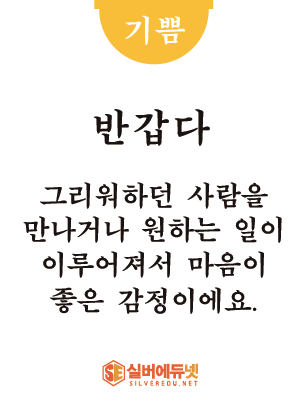 기쁨
반갑다
그리워하던 사람을
만나거나 원하는 일이
이루어져서 마음이
좋은 감정이에요.
SE 실버에듀넷
SILVEREDU.NET